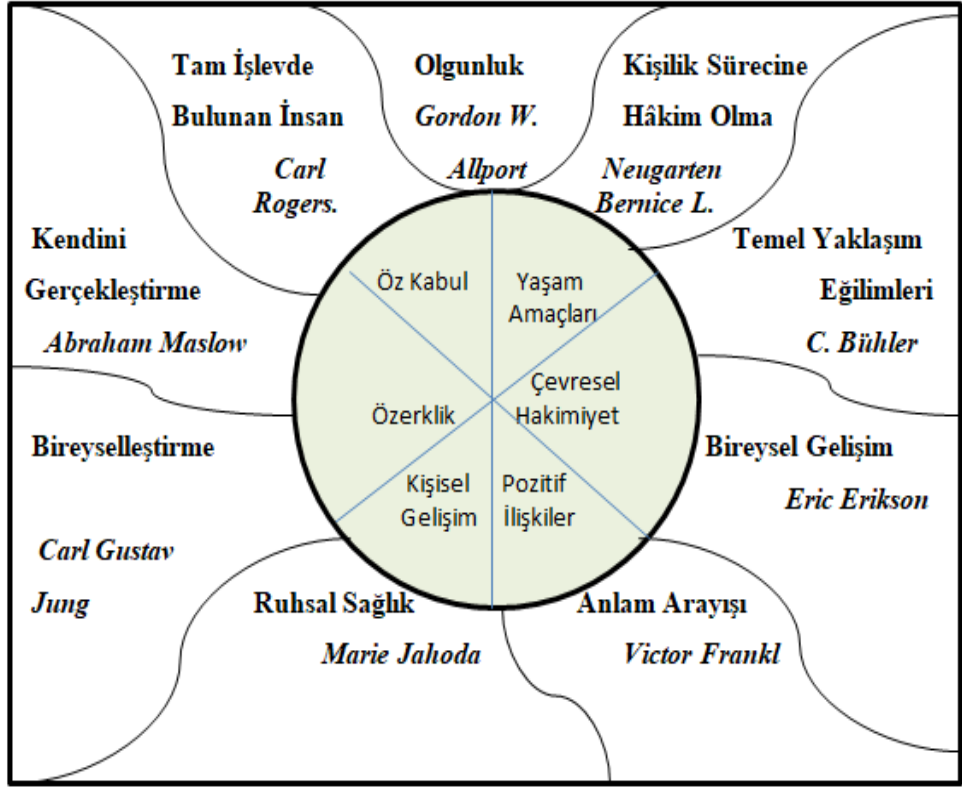 Tam İşlevde
Bulunan İnsan
Carl
Rogers.
Olgunluk
Gordon W.
Allport
Kişilik Sürecine
Hâkim Olma
Neugarten
Bernice L.
Kendini
Gerçekleştirme
Abraham Maslow
Temel Yaklaşım
Eğilimleri
C. Bühler
Öz Kabul
Yaşam
Amaçları
Özerklik
Çevresel
Hakimiyet
Kişisel
Gelişim
Pozitif
İlişkiler
Bireyselleştirme
Carl Gustav
Jung
Bireysel Gelişim
Eric Erikson
Ruhsal Sağlık
Marie Jahoda
Anlam Arayışı
Victor Frankl